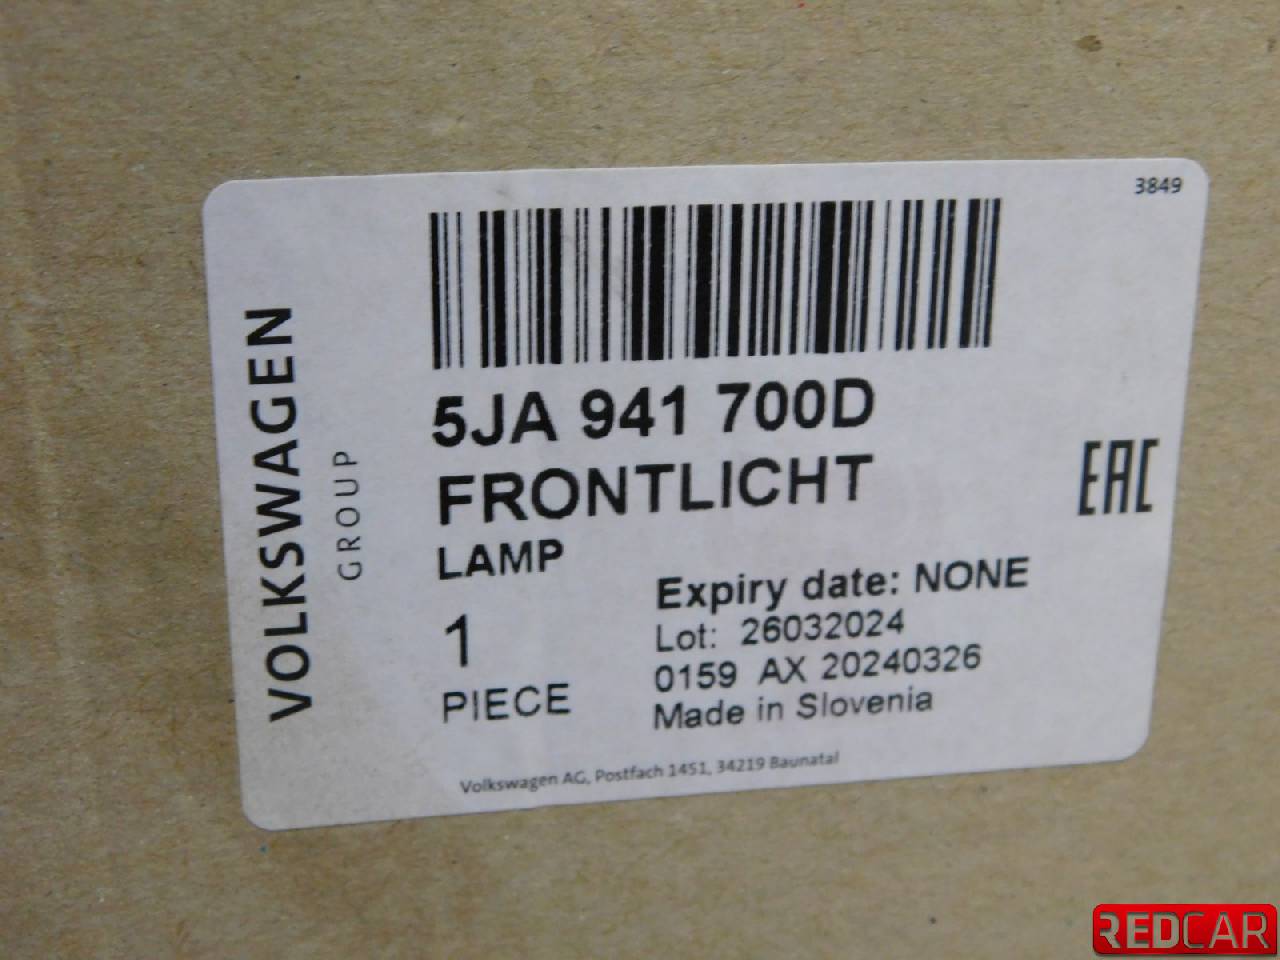 3849
VOLKSWAGEN
GROUP
5JA 941 700D
FRONTLICHT
LAMP
1
PIECE
Expiry date: NONE
Lot: 26032024
0159 AX 20240326
Made in Slovenia
EAC
Volkswagen AG, Postfach 1451, 34219 Baunatal
REDCAR